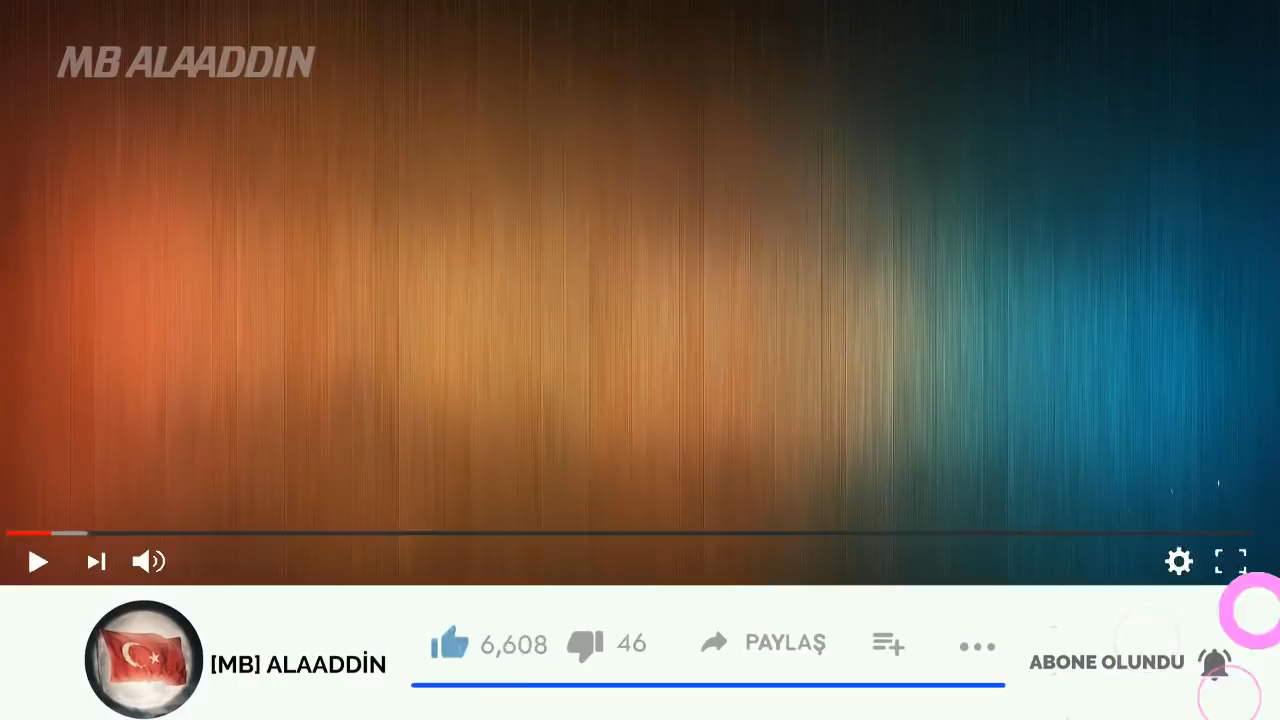 MB ALAADDIN
[MB] ALAADDİN
6,608
46
PAYLAŞ
ABONE OLUNDU